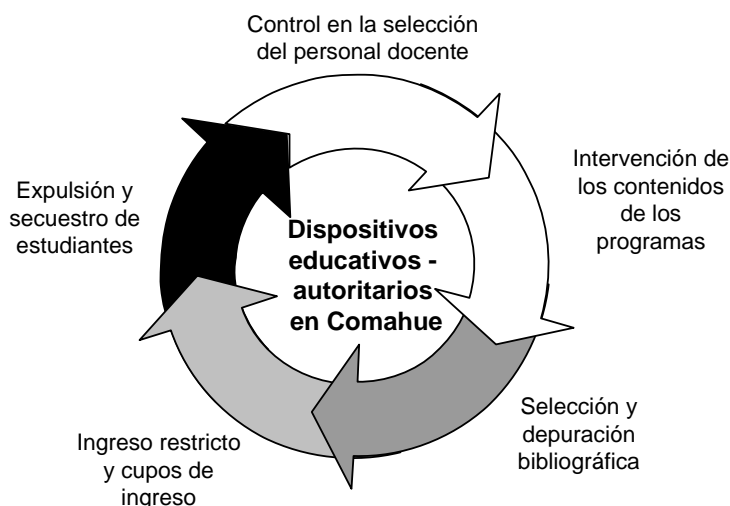 Control en la selección
del personal docente
Intervención de
los contenidos
de los
programas
Selección y
depuración
bibliográfica
Ingreso restricto
y cupos de
ingreso
Expulsión y
secuestro de
estudiantes
Dispositivos
educativos -
autoritarios
en Comahue